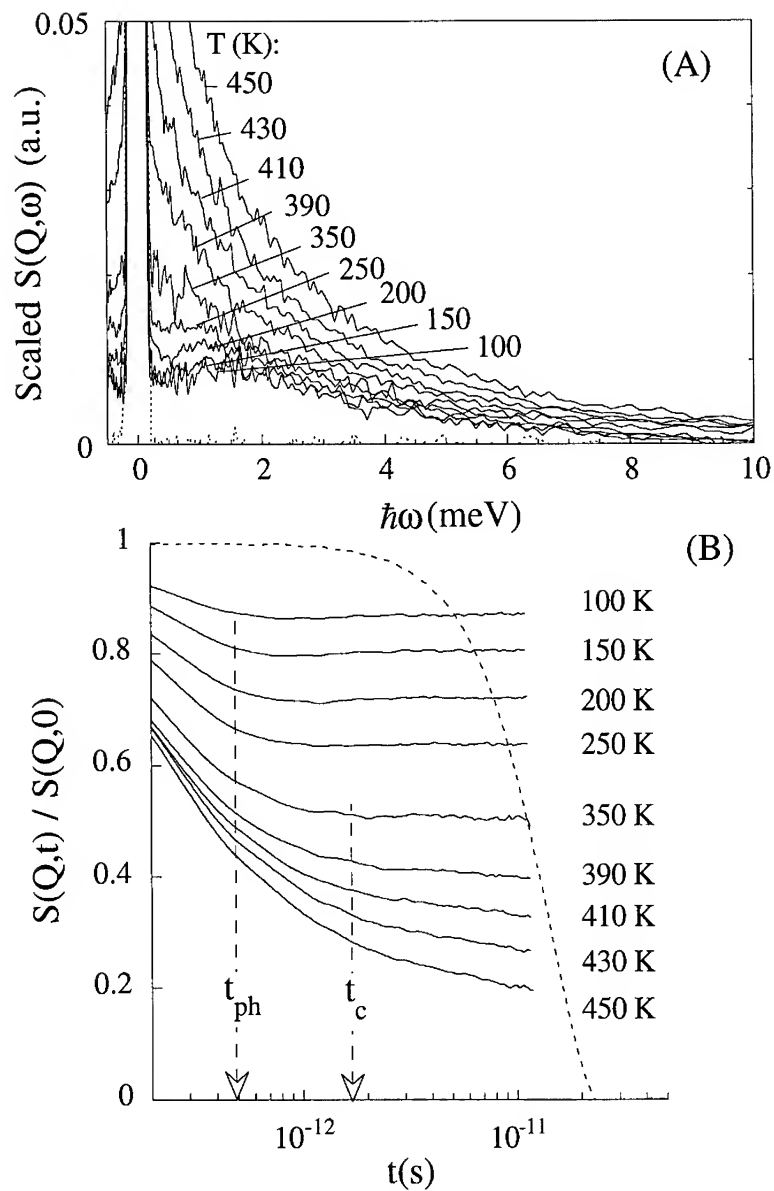 0.05
T (K):
(A)
450
430
410
390
350
250
200
150
100
Scaled S(Q,ω) (a.u.)
0
0 2 4 6 8 10
ℏω(meV)
(B)
1
0.8
0.6
0.4
0.2
0
S(Q,t) / S(Q,0)
100 K
150 K
200 K
250 K
350 K
390 K
410 K
430 K
450 K
t_ph
t_c
10^-12 10^-11
t(s)